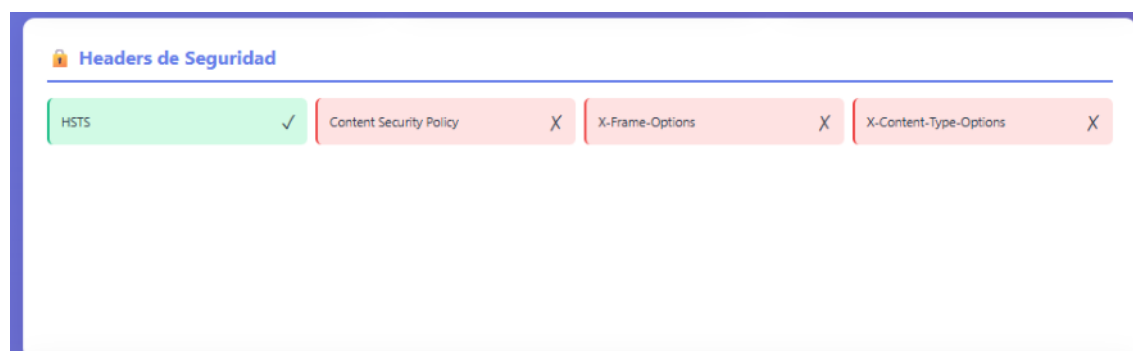 🔒 Headers de Seguridad
HSTS ✓ Content Security Policy X X-Frame-Options X X-Content-Type-Options X